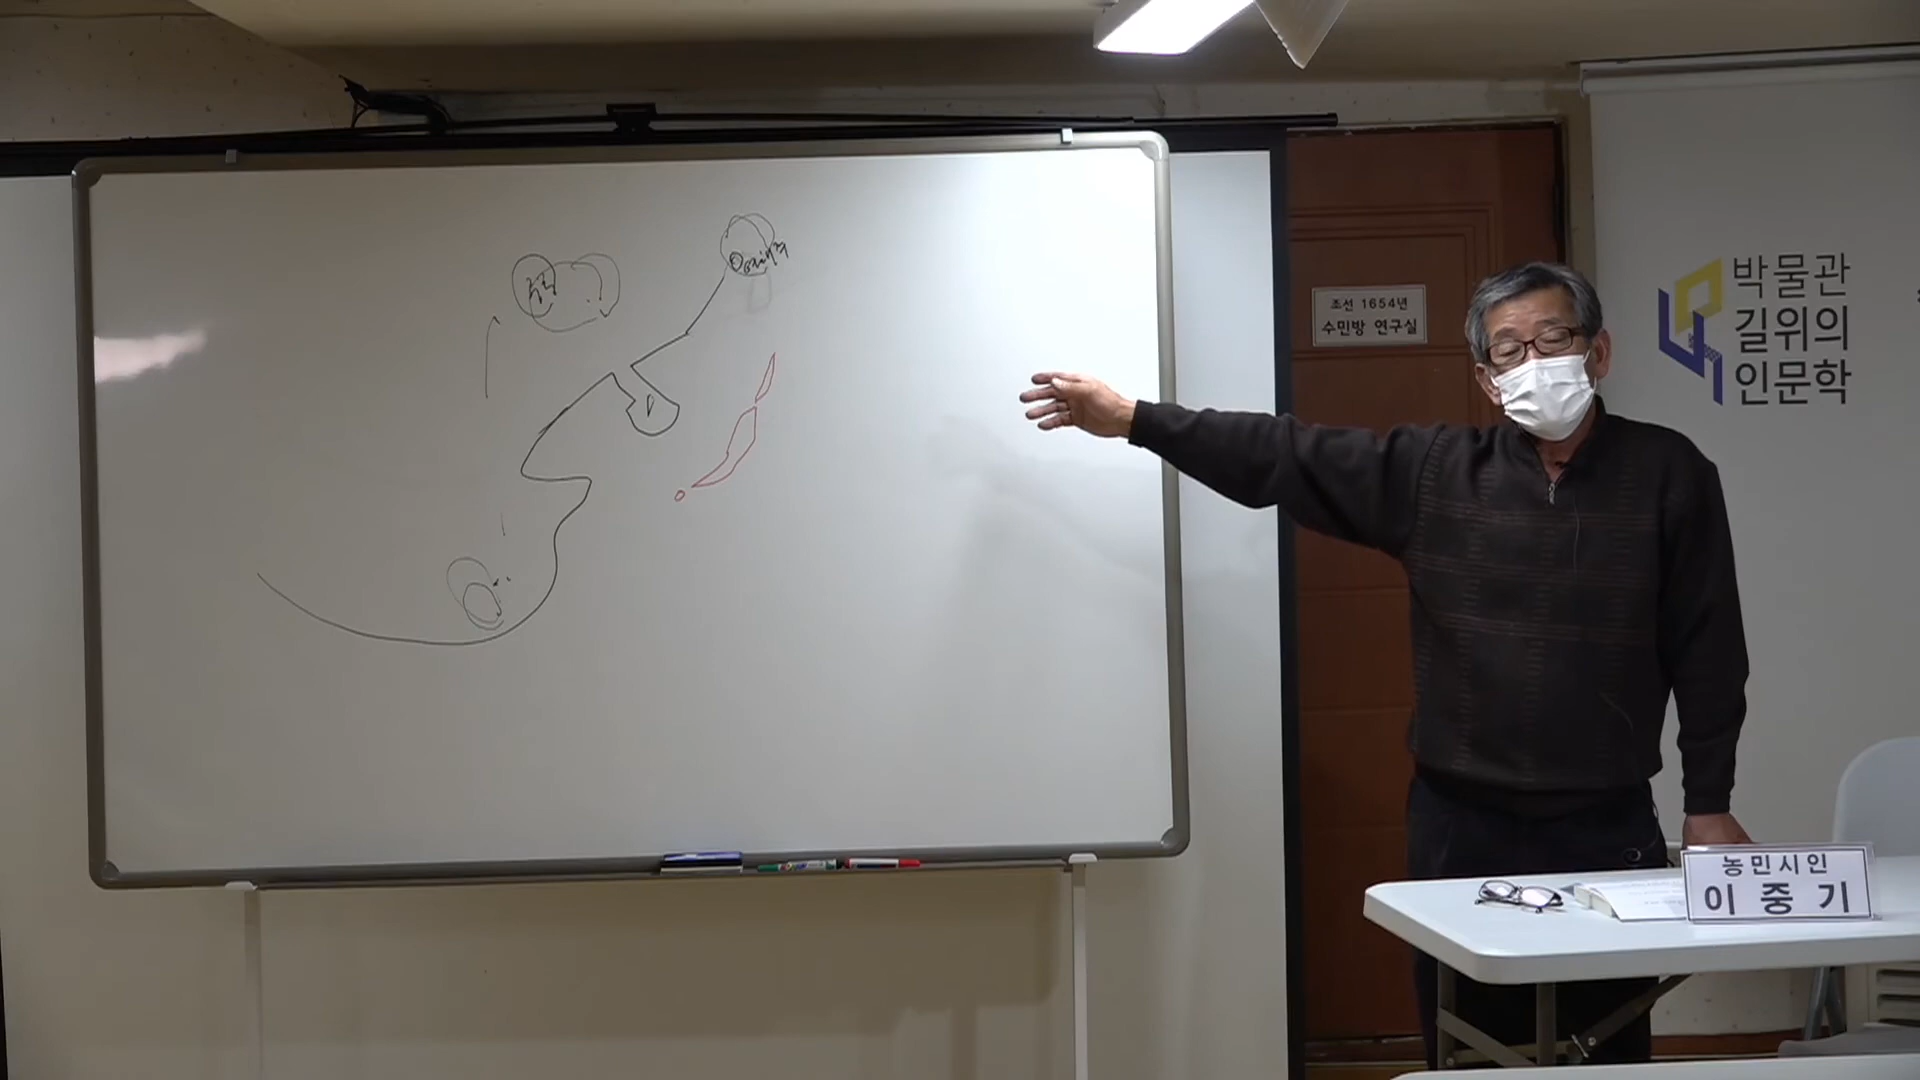 조선 1654년
수민방 연구실
박물관
길위의
인문학
농민시인
이중기